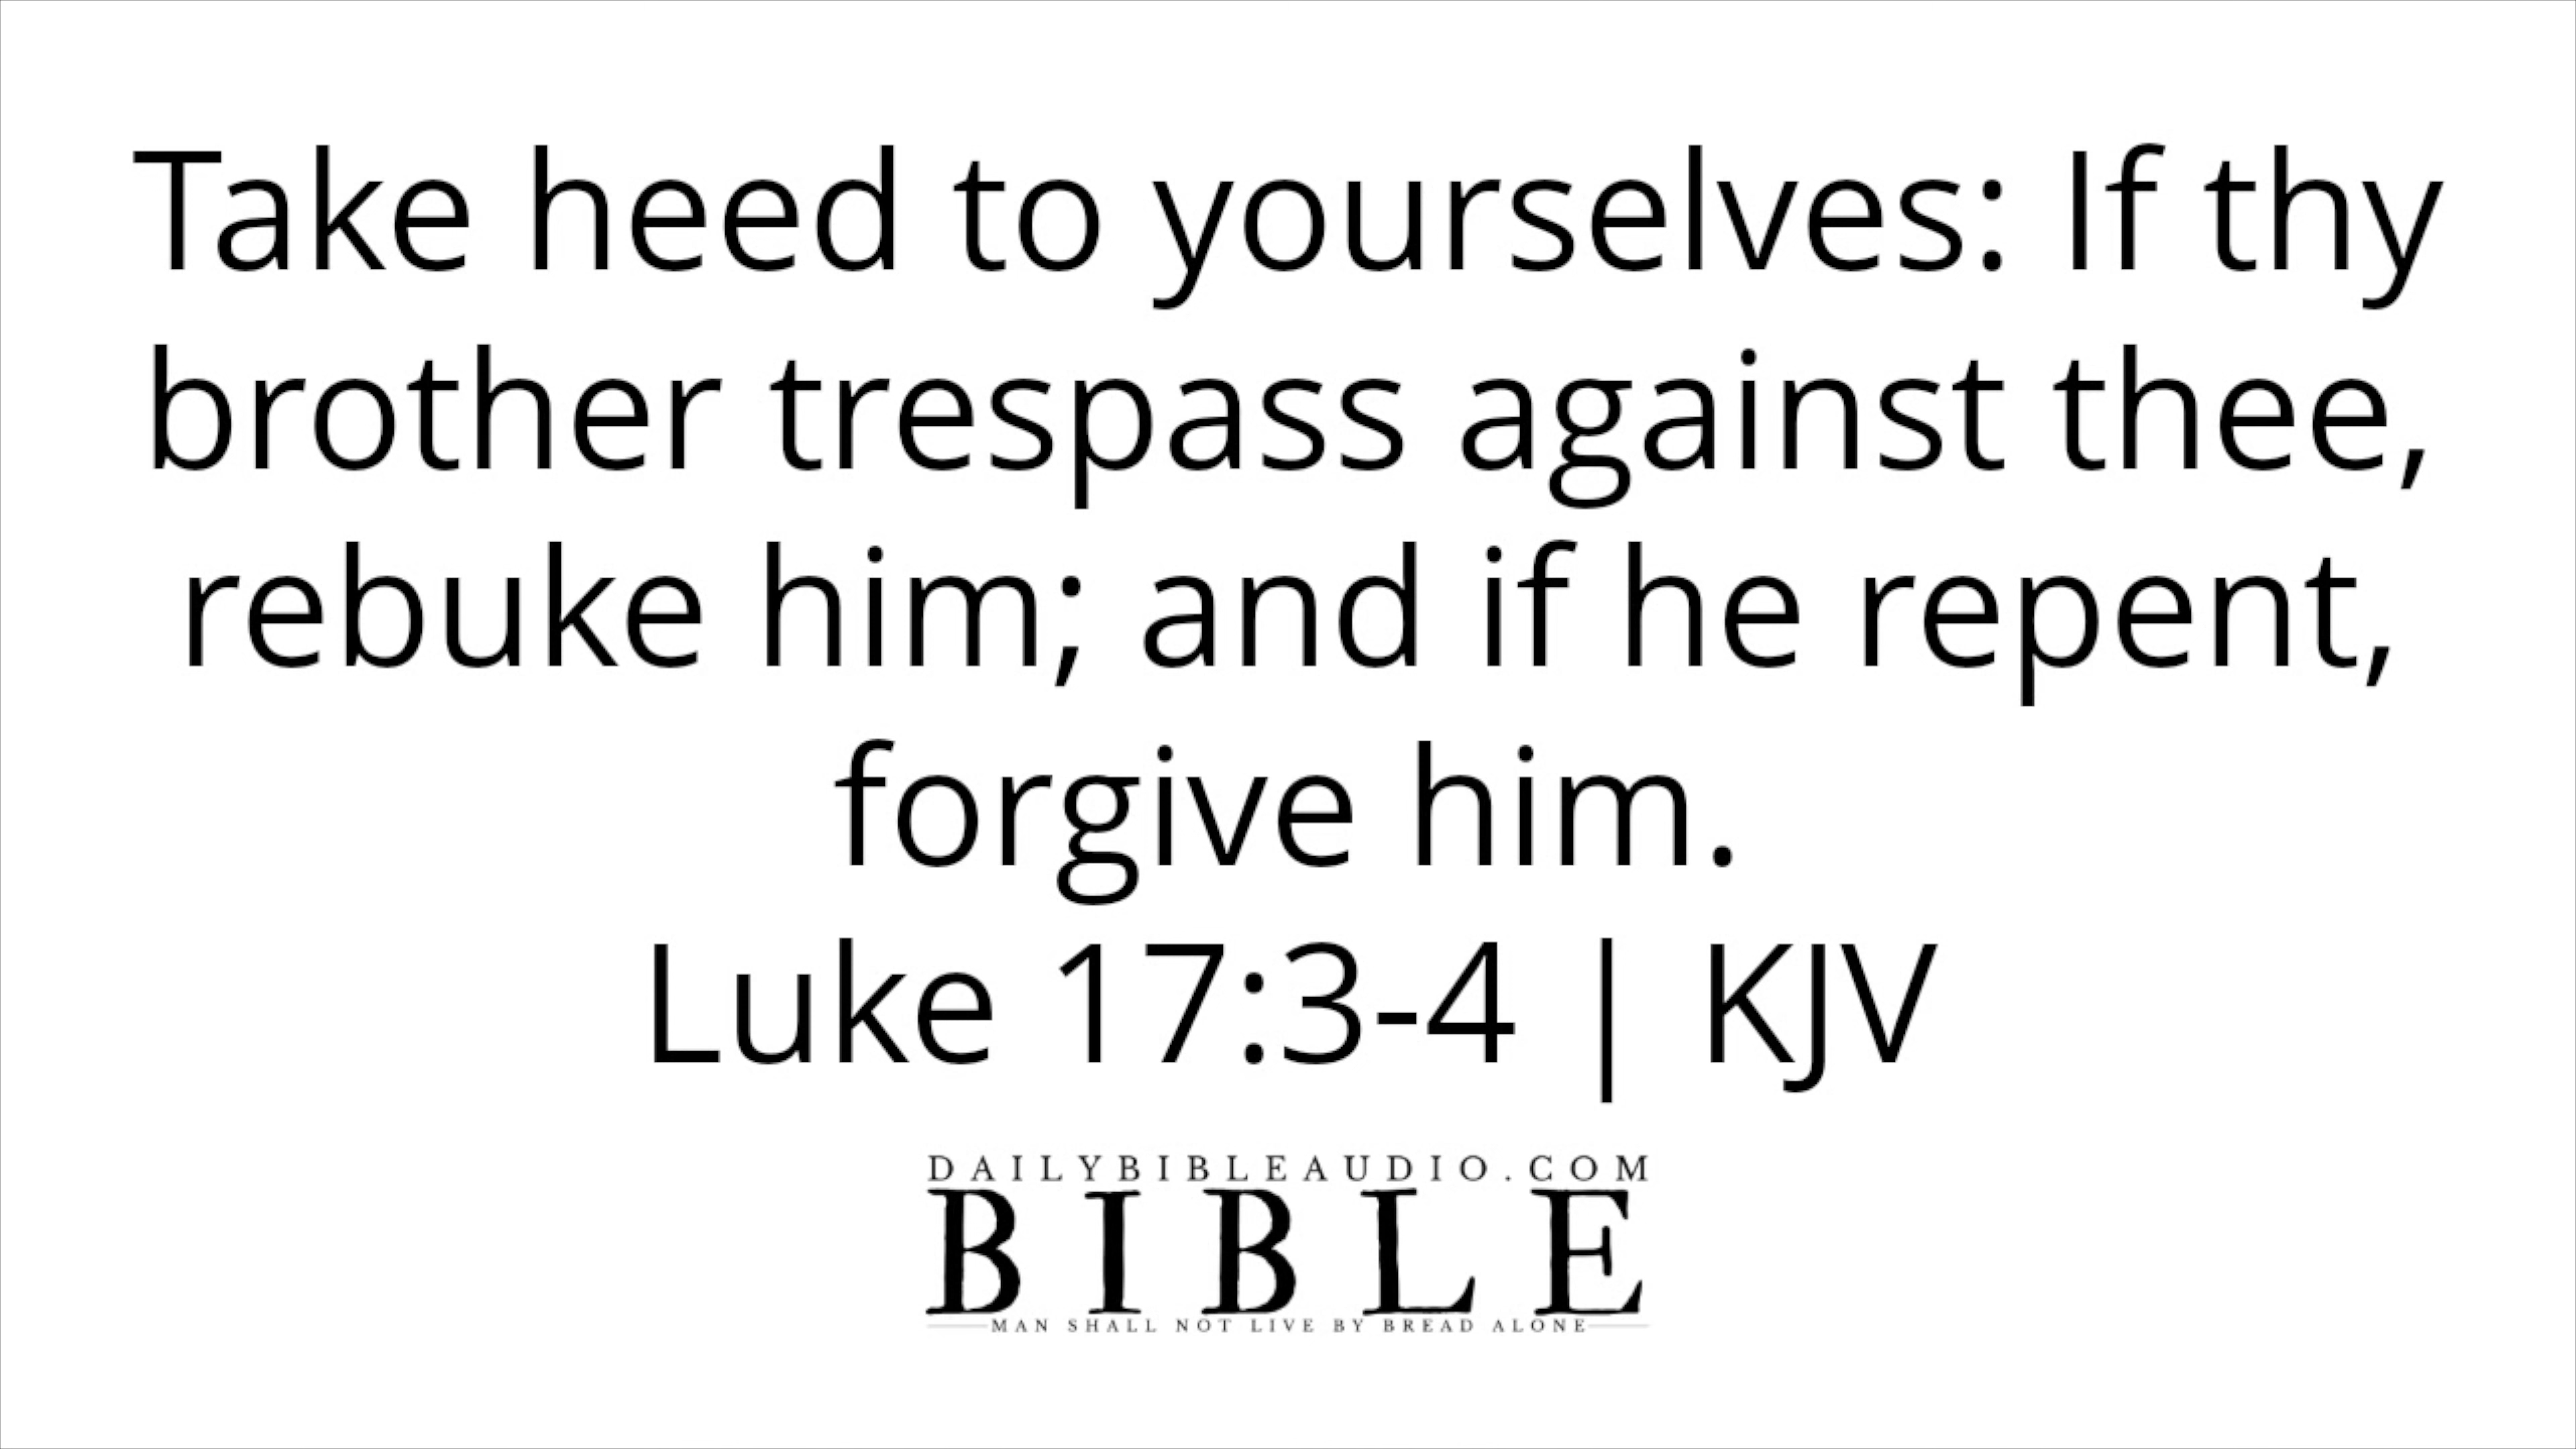 Take heed to yourselves: If thy
brother trespass against thee,
rebuke him; and if he repent,
forgive him.
Luke 17:3-4 | KJV
DAILYBIBLEAUDIO.COM
BIBLE
MAN SHALL NOT LIVE BY BREAD ALONE